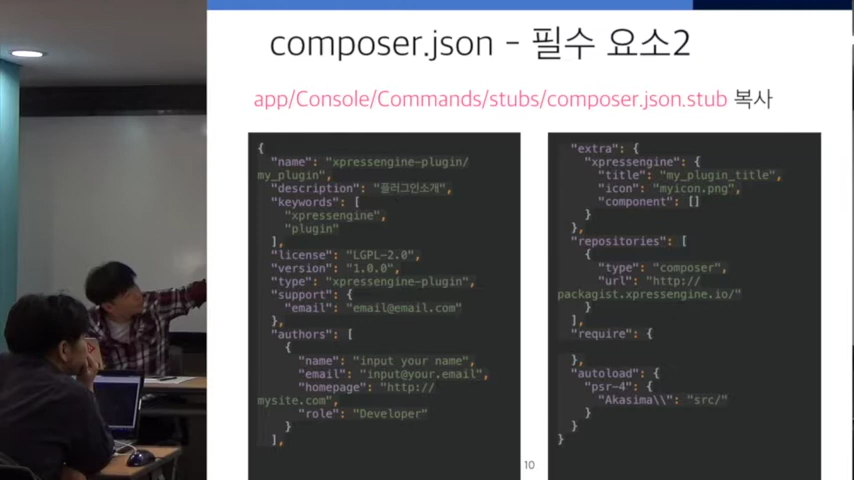 composer.json - 필수 요소2
app/Console/Commands/stubs/composer.json.stub 복사
{
"name": "xpressengine-plugin/
my_plugin",
"description": "플러그인소개",
"keywords": [
"xpressengine",
"plugin"
],
"license": "LGPL-2.0",
"version": "1.0.0",
"type": "xpressengine-plugin",
"support": {
"email": "email@email.com"
},
"authors": [
{
"name": "input your name",
"email": "input@your.email",
"homepage": "http://
mysite.com",
"role": "Developer"
}
],
"extra": {
"xpressengine": {
"title": "my_plugin_title",
"icon": "myicon.png",
"component": []
}
},
"repositories": [
{
"type": "composer",
"url": "http://
packagist.xpressengine.io/"
}
],
"require": {
},
"autoload": {
"psr-4": {
"Akasima\\": "src/"
}
}
}
10